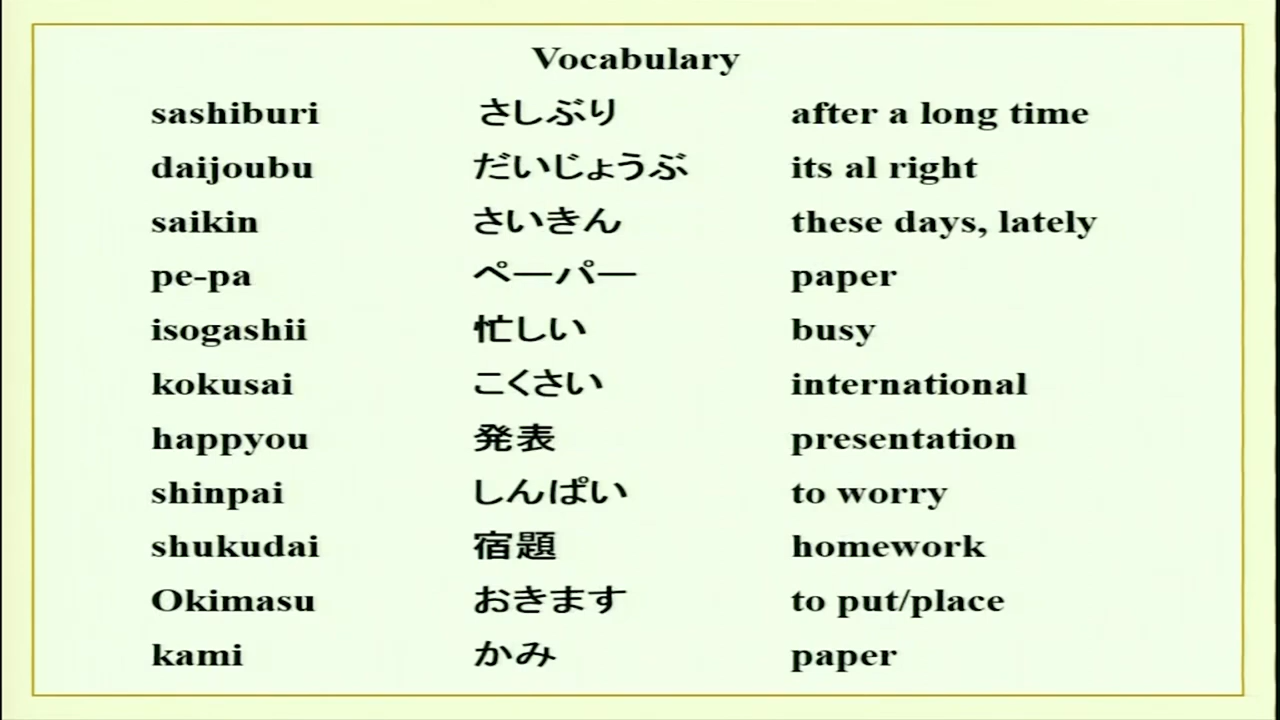 Vocabulary
sashiburi さしぶり after a long time
daijoubu だいじょうぶ its al right
saikin さいきん these days, lately
pe-pa ペーパー paper
isogashii 忙しい busy
kokusai こくさい international
happyou 発表 presentation
shinpai しんぱい to worry
shukudai 宿題 homework
Okimasu おきます to put/place
kami かみ paper